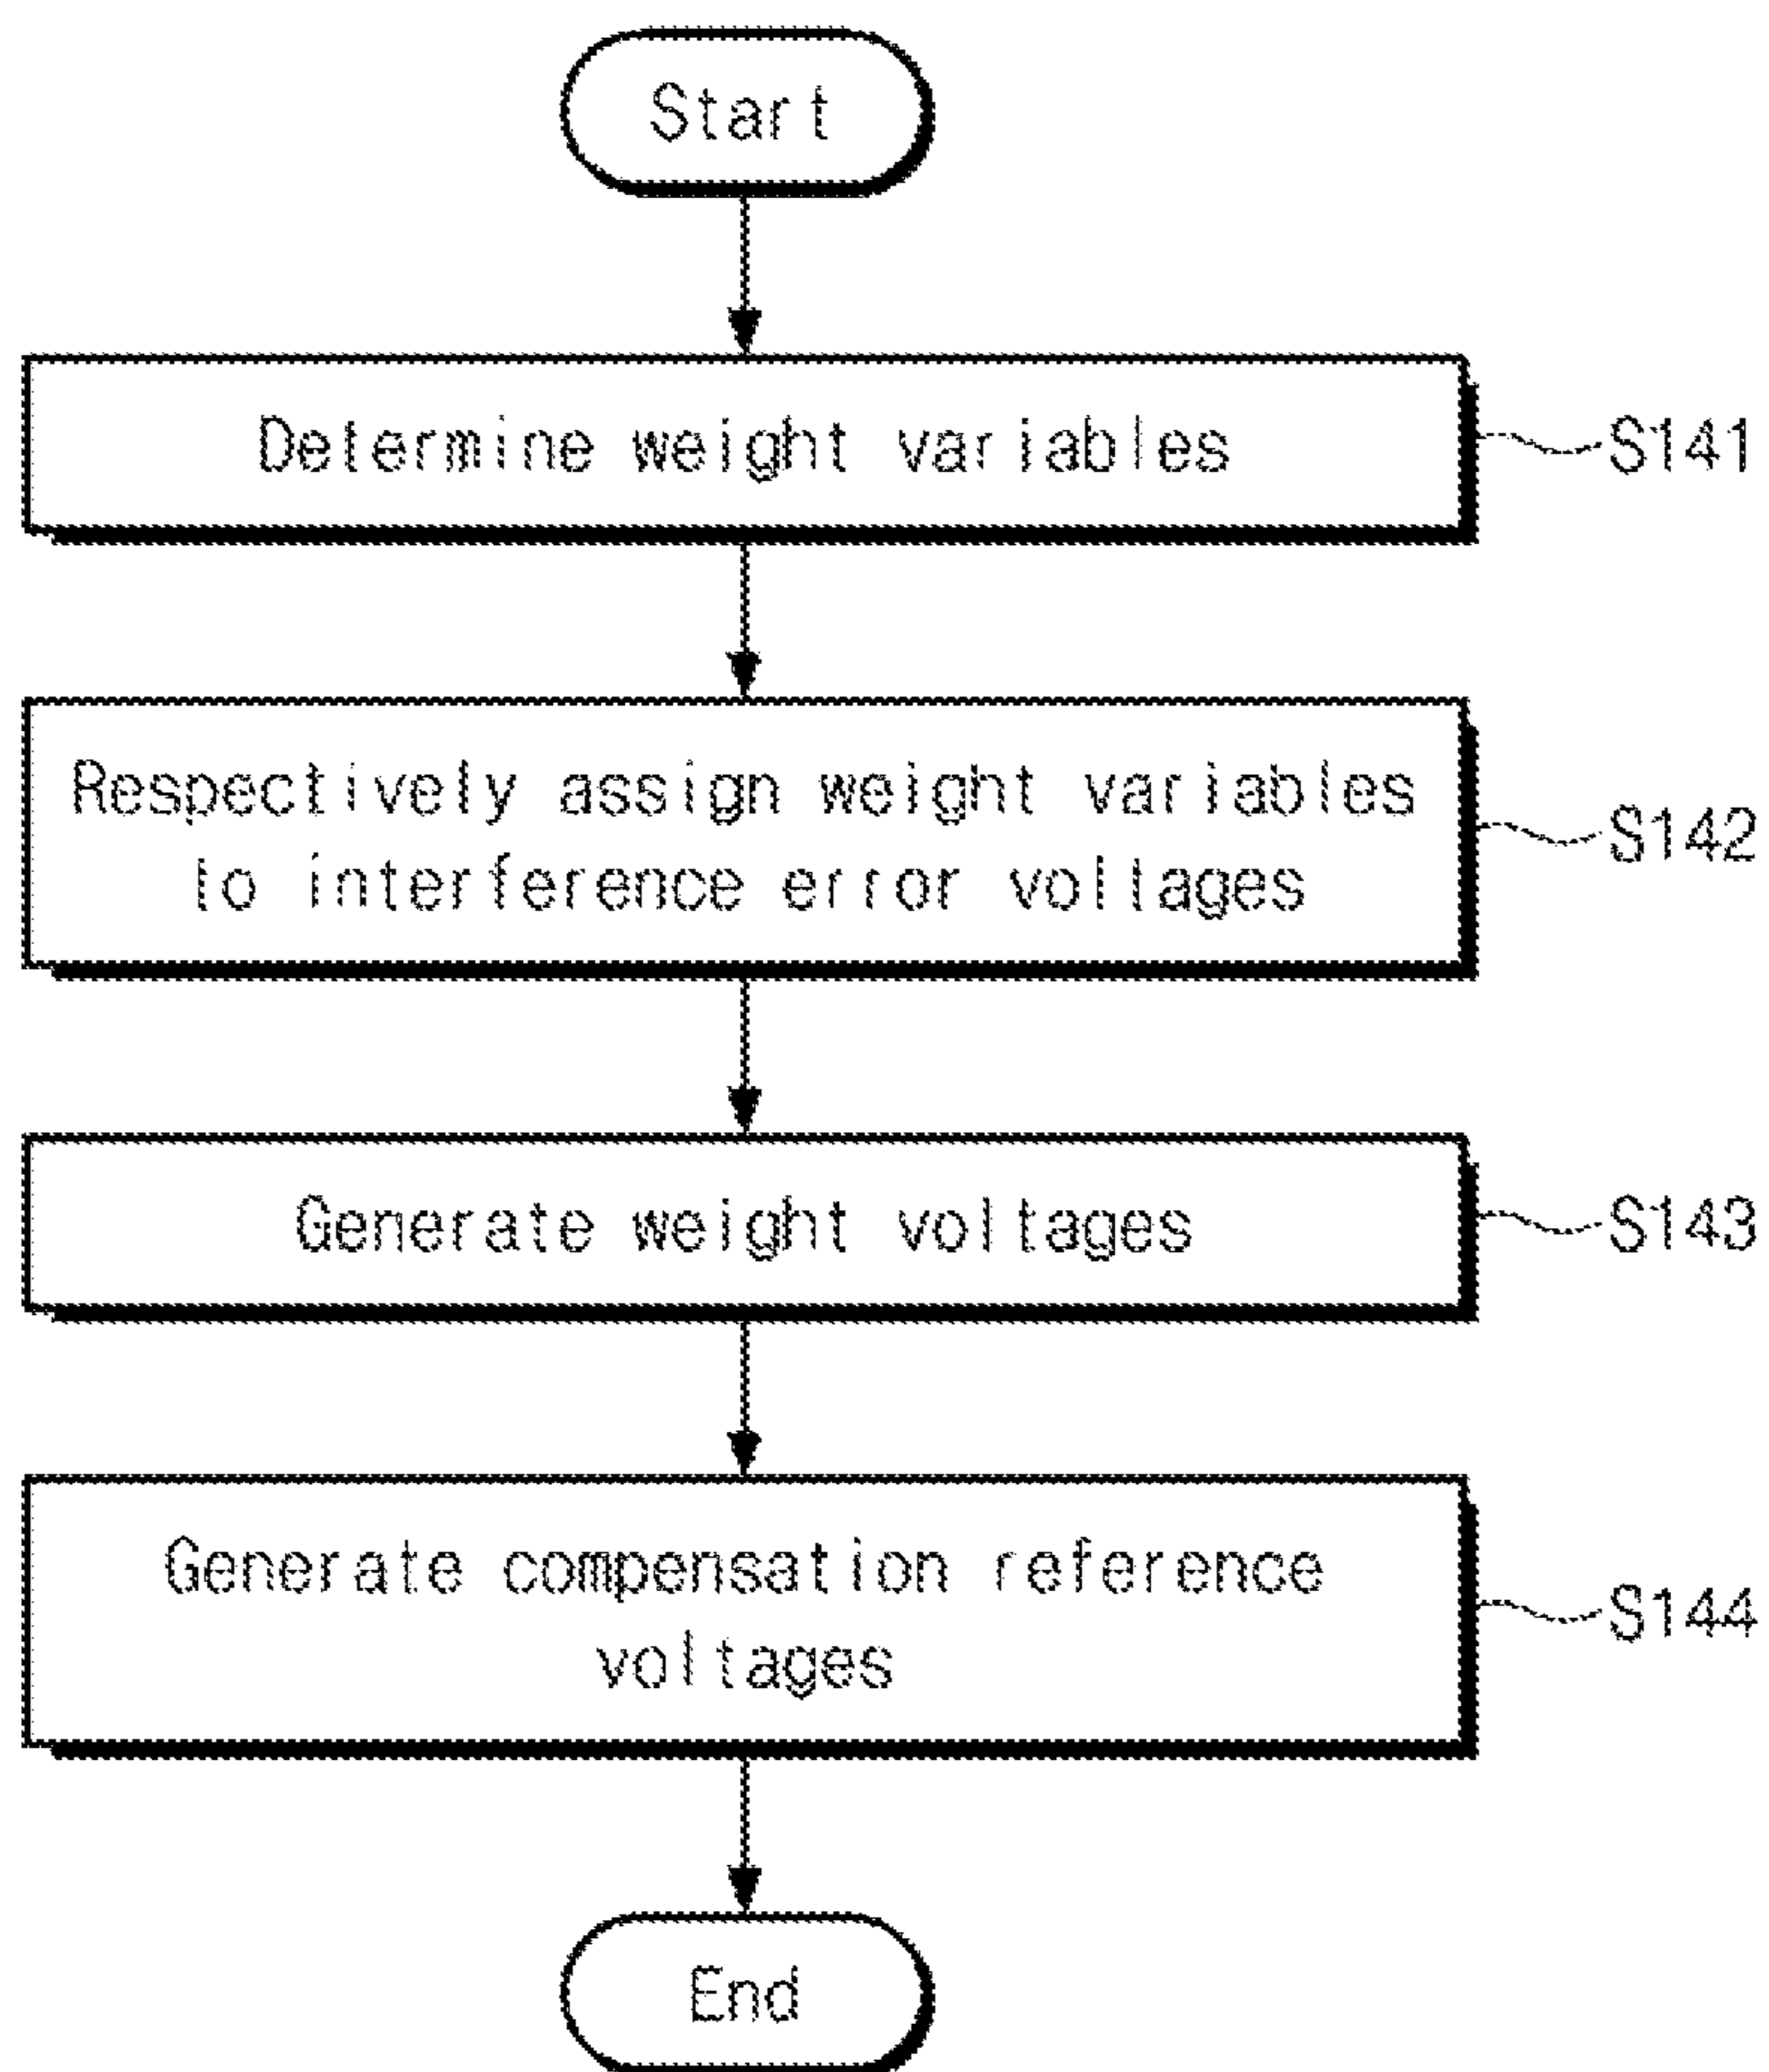 Start
Determine weight variables
S141
Respectively assign weight variables
to interference error voltages
S142
Generate weight voltages
S143
Generate compensation reference
voltages
S144
End